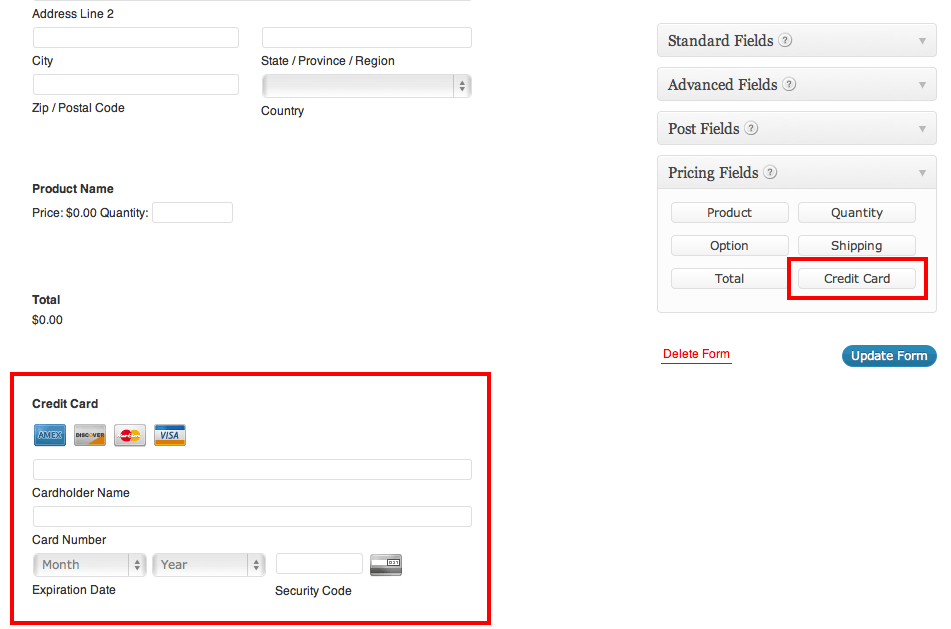 Address Line 2
City
State / Province / Region
Zip / Postal Code
Country
Product Name
Price: $0.00 Quantity:
Total
$0.00
Credit Card
AMEX DISCOVER MasterCard VISA
Cardholder Name
Card Number
Month Year 031
Expiration Date
Security Code
Standard Fields ?
Advanced Fields ?
Post Fields ?
Pricing Fields ?
Product Quantity
Option Shipping
Total Credit Card
Delete Form Update Form